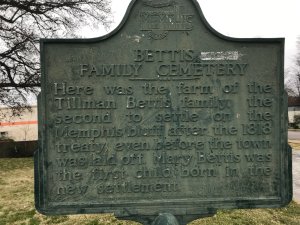 BETTIS
FAMILY CEMETERY
Here was the farm of the
Tillman Bettis family, the
second to settle on the
Memphis bluff after the 1818
treaty, even before the town
was laid off. Mary Bettis was
the first child born in the
new settlement.